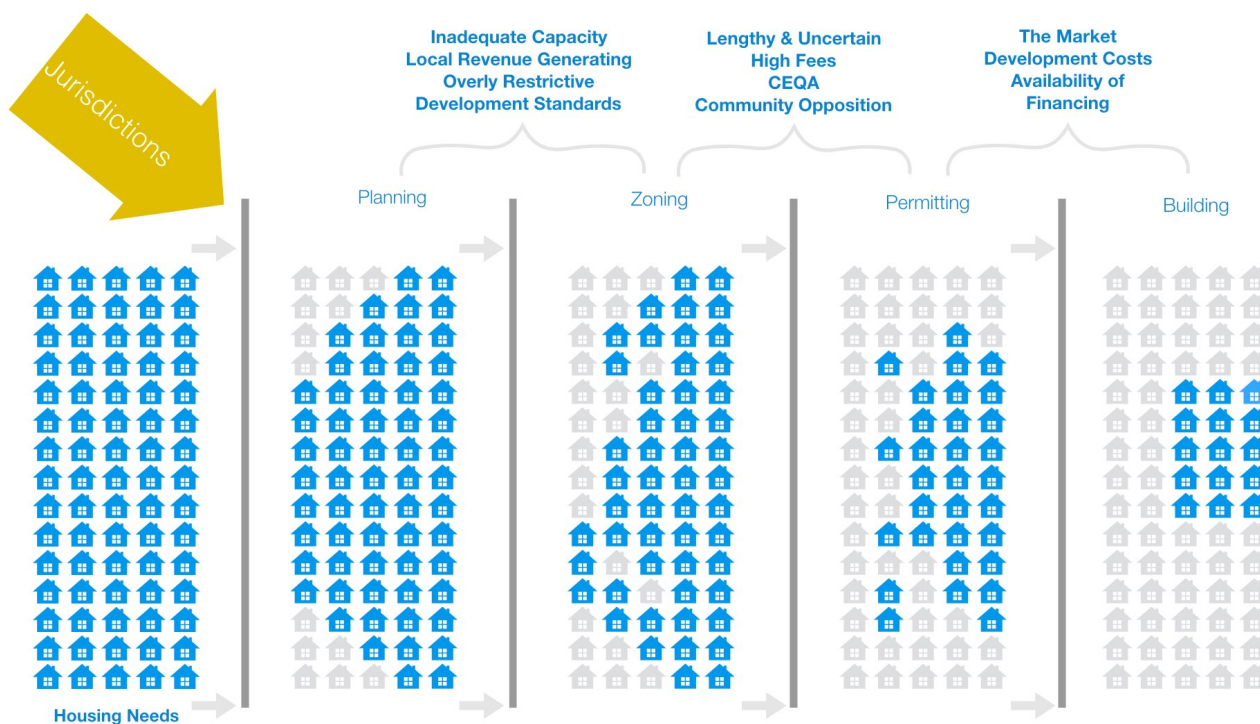 Jurisdictions
Inadequate Capacity
Local Revenue Generating
Overly Restrictive
Development Standards
Lengthy & Uncertain
High Fees
CEQA
Community Opposition
The Market
Development Costs
Availability of
Financing
Planning
Zoning
Permitting
Building
Housing Needs